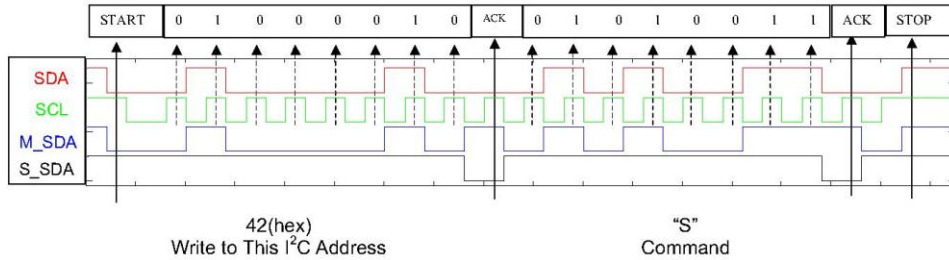 START 0 1 0 0 0 0 1 0 ACK 0 1 0 1 0 0 1 1 ACK STOP
SDA
SCL
M_SDA
S_SDA
42(hex) "S"
Write to This I²C Address Command